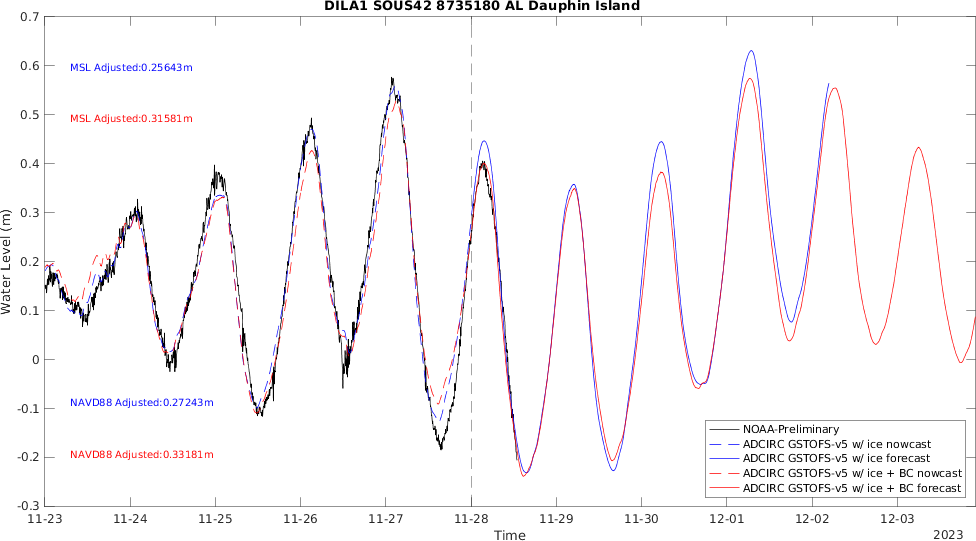 DILA1 SOUS42 8735180 AL Dauphin Island
0.7
0.6
0.5
0.4
0.3
0.2
0.1
0
-0.1
-0.2
-0.3
Water Level (m)
MSL Adjusted:0.25643m
MSL Adjusted:0.31581m
NAVD88 Adjusted:0.27243m
NAVD88 Adjusted:0.33181m
NOAA-Preliminary
ADCIRC GSTOFS-v5 w/ ice nowcast
ADCIRC GSTOFS-v5 w/ ice forecast
ADCIRC GSTOFS-v5 w/ ice + BC nowcast
ADCIRC GSTOFS-v5 w/ ice + BC forecast
11-23 11-24 11-25 11-26 11-27 11-28 11-29 11-30 12-01 12-02 12-03
Time
2023